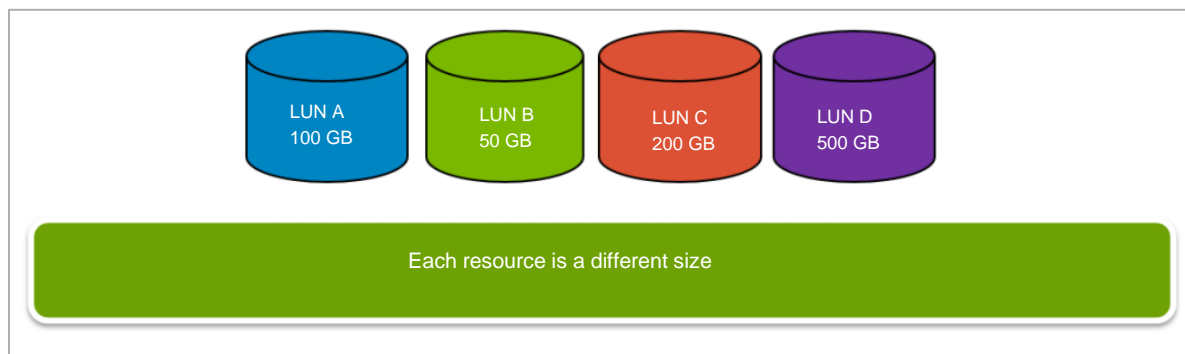 LUN A
100 GB
LUN B
50 GB
LUN C
200 GB
LUN D
500 GB
Each resource is a different size